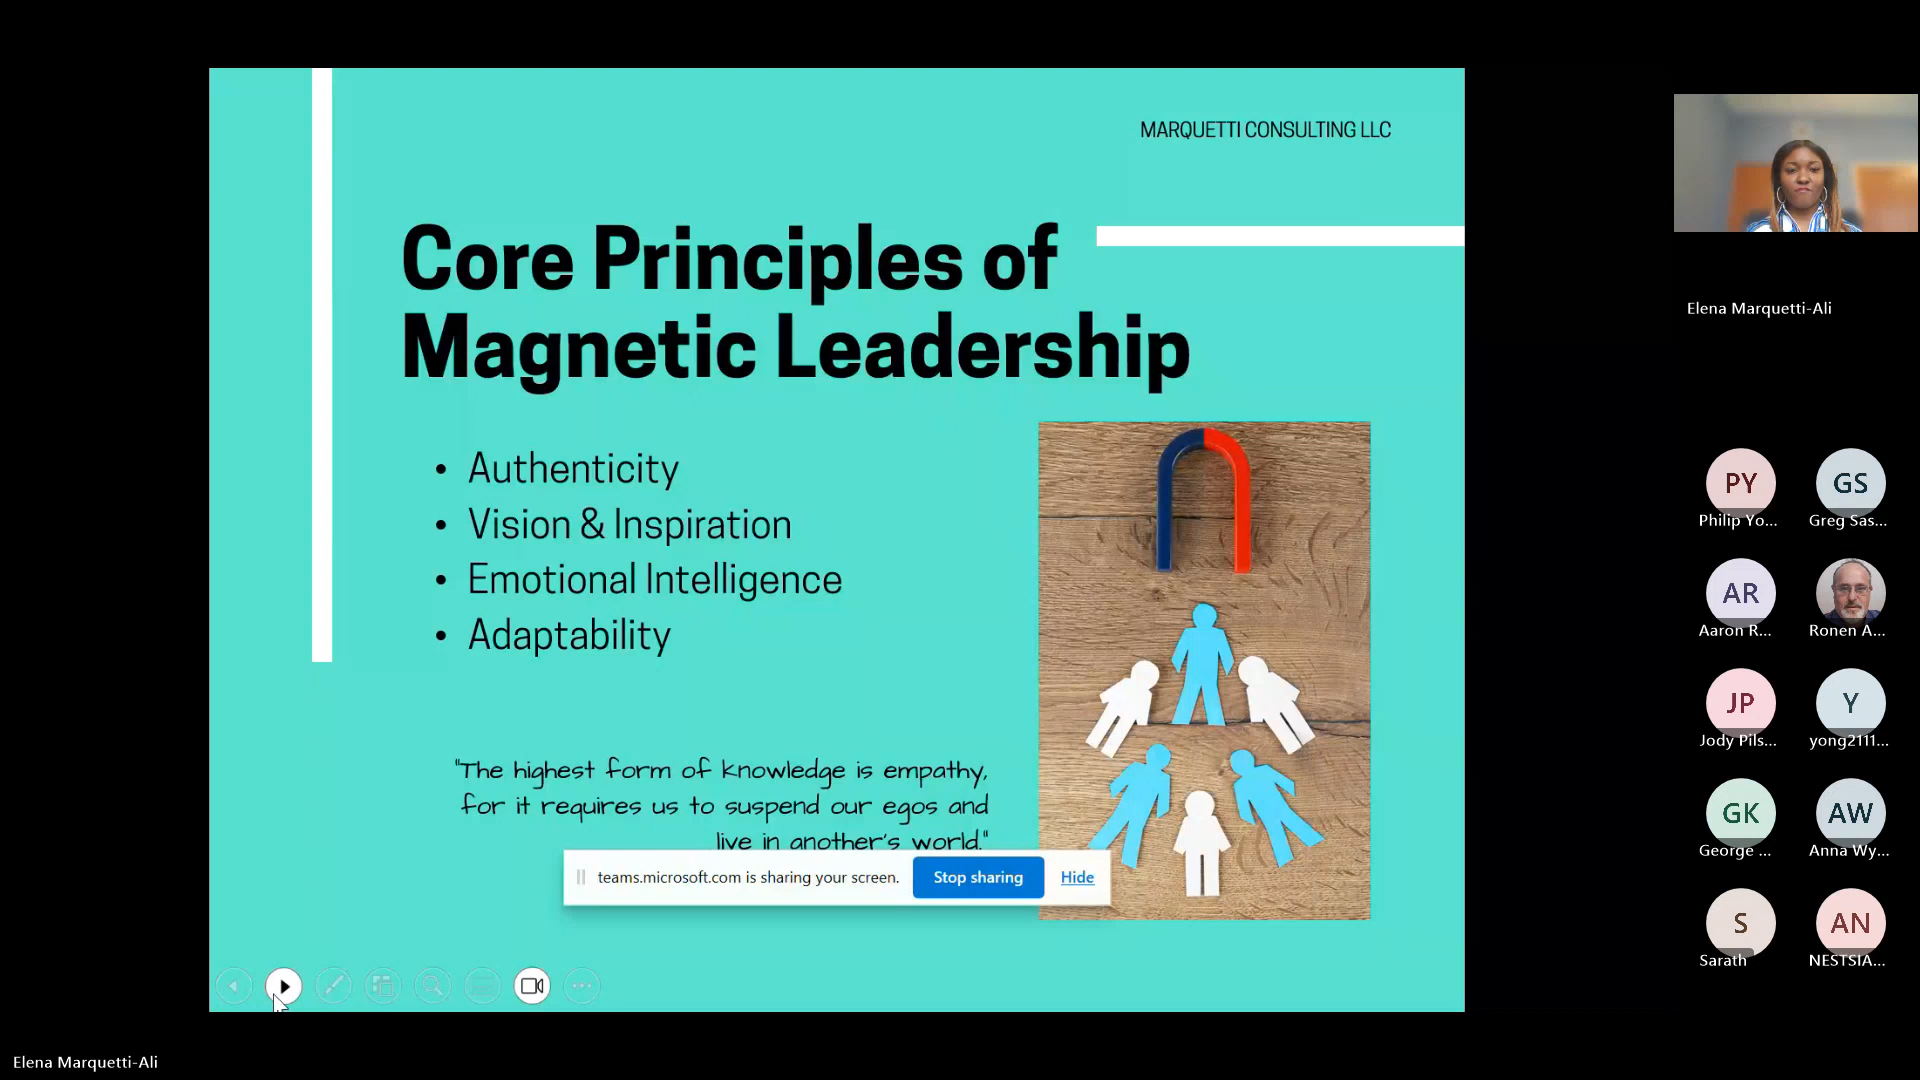 MARQUETTI CONSULTING LLC
Core Principles of
Magnetic Leadership
• Authenticity
• Vision & Inspiration
• Emotional Intelligence
• Adaptability
"The highest form of knowledge is empathy,
for it requires us to suspend our egos and
live in another's world."
teams.microsoft.com is sharing your screen.
Stop sharing
Hide
Elena Marquetti-Ali
Elena Marquetti-Ali
PY
GS
Philip Yo...
Greg Sas...
AR
Aaron R...
Ronen A...
JP
Y
Jody Pils...
yong2111...
GK
AW
George ...
Anna Wy...
S
AN
Sarath
NESTSIA...